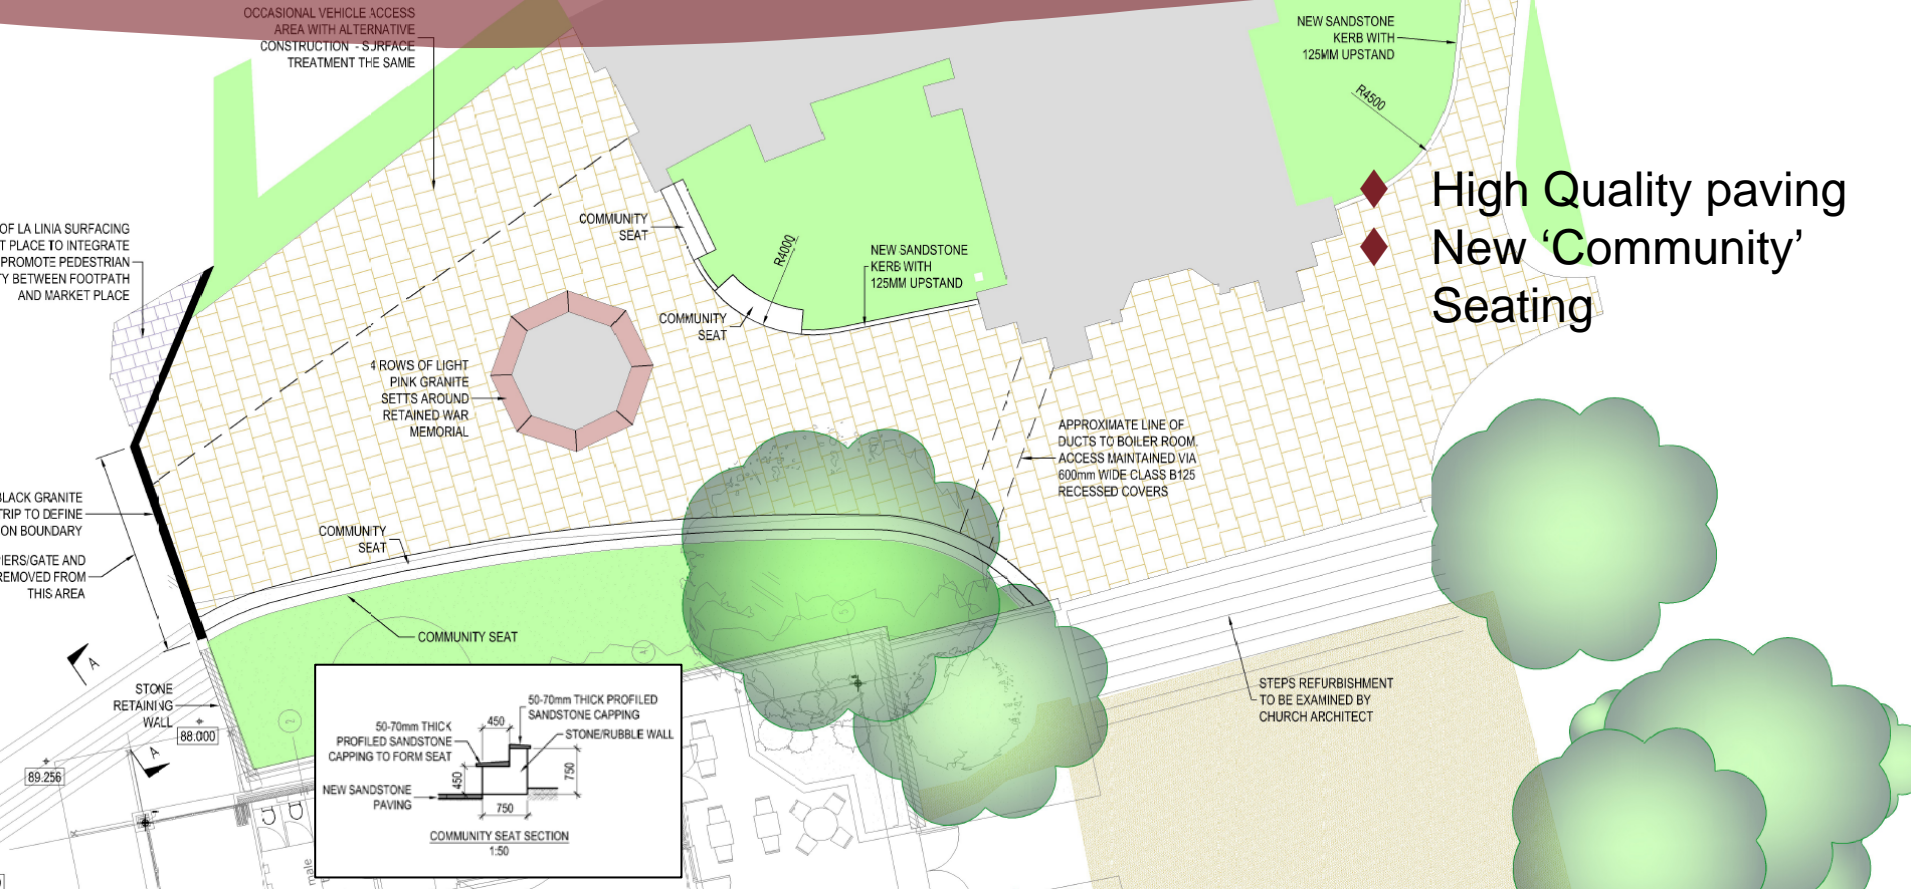 OCCASIONAL VEHICLE ACCESS
AREA WITH ALTERNATIVE
CONSTRUCTION - SURFACE
TREATMENT THE SAME
NEW SANDSTONE
KERB WITH
125MM UPSTAND
R4500
High Quality paving
New ‘Community’
Seating
OF LA LINIA SURFACING
T PLACE TO INTEGRATE
PROMOTE PEDESTRIAN
TY BETWEEN FOOTPATH
AND MARKET PLACE
COMMUNITY
SEAT
R4000
NEW SANDSTONE
KERB WITH
125MM UPSTAND
COMMUNITY
SEAT
4 ROWS OF LIGHT
PINK GRANITE
SETTS AROUND
RETAINED WAR
MEMORIAL
APPROXIMATE LINE OF
DUCTS TO BOILER ROOM.
ACCESS MAINTAINED VIA
600mm WIDE CLASS B125
RECESSED COVERS
BLACK GRANITE
TRIP TO DEFINE
ON BOUNDARY
COMMUNITY
SEAT
IERS/GATE AND
REMOVED FROM
THIS AREA
COMMUNITY SEAT
A
STONE
RETAINING
WALL
88.000
A
89.256
STEPS REFURBISHMENT
TO BE EXAMINED BY
CHURCH ARCHITECT
50-70mm THICK PROFILED
SANDSTONE CAPPING
450
50-70mm THICK
PROFILED SANDSTONE
CAPPING TO FORM SEAT
STONE/RUBBLE WALL
450
750
NEW SANDSTONE
PAVING
750
COMMUNITY SEAT SECTION
1:50
male